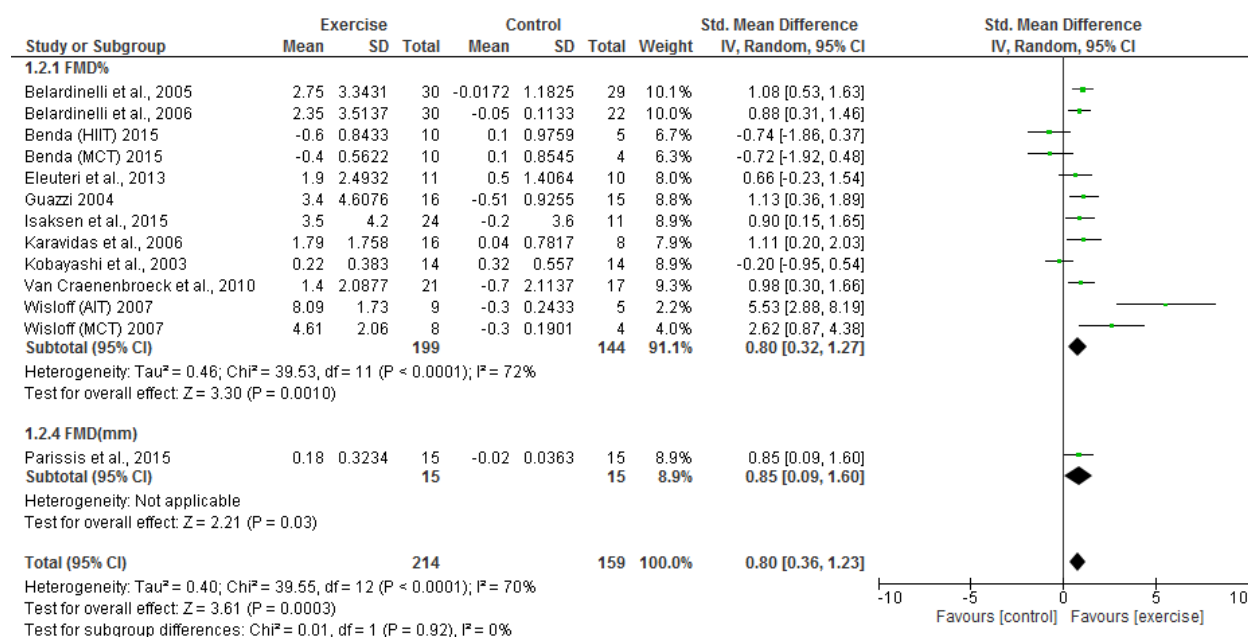 Exercise Control Std. Mean Difference Std. Mean Difference
Study or Subgroup Mean SD Total Mean SD Total Weight IV, Random, 95% CI IV, Random, 95% CI
1.2.1 FMD%
Belardinelli et al., 2005 2.75 3.3431 30 -0.0172 1.1825 29 10.1% 1.08 [0.53, 1.63]
Belardinelli et al., 2006 2.35 3.5137 30 -0.05 0.1133 22 10.0% 0.88 [0.31, 1.46]
Benda (HIIT) 2015 -0.6 0.8433 10 0.1 0.9759 5 6.7% -0.74 [-1.86, 0.37]
Benda (MCT) 2015 -0.4 0.5622 10 0.1 0.8545 4 6.3% -0.72 [-1.92, 0.48]
Eleuteri et al., 2013 1.9 2.4932 11 0.5 1.4064 10 8.0% 0.66 [-0.23, 1.54]
Guazzi 2004 3.4 4.6076 16 -0.51 0.9255 15 8.8% 1.13 [0.36, 1.89]
Isaksen et al., 2015 3.5 4.2 24 -0.2 3.6 11 8.9% 0.90 [0.15, 1.65]
Karavidas et al., 2006 1.79 1.758 16 0.04 0.7817 8 7.9% 1.11 [0.20, 2.03]
Kobayashi et al., 2003 0.22 0.383 14 0.32 0.557 14 8.9% -0.20 [-0.95, 0.54]
Van Craenenbroeck et al., 2010 1.4 2.0877 21 -0.7 2.1137 17 9.3% 0.98 [0.30, 1.66]
Wisloff (AIT) 2007 8.09 1.73 9 -0.3 0.2433 5 2.2% 5.53 [2.88, 8.19]
Wisloff (MCT) 2007 4.61 2.06 8 -0.3 0.1901 4 4.0% 2.62 [0.87, 4.38]
Subtotal (95% CI) 199 144 91.1% 0.80 [0.32, 1.27]
Heterogeneity: Tau² = 0.46; Chi² = 39.53, df = 11 (P < 0.0001); I² = 72%
Test for overall effect: Z = 3.30 (P = 0.0010)
1.2.4 FMD(mm)
Parissis et al., 2015 0.18 0.3234 15 -0.02 0.0363 15 8.9% 0.85 [0.09, 1.60]
Subtotal (95% CI) 15 15 8.9% 0.85 [0.09, 1.60]
Heterogeneity: Not applicable
Test for overall effect: Z = 2.21 (P = 0.03)
Total (95% CI) 214 159 100.0% 0.80 [0.36, 1.23]
Heterogeneity: Tau² = 0.40; Chi² = 39.55, df = 12 (P < 0.0001); I² = 70%
Test for overall effect: Z = 3.61 (P = 0.0003)
Test for subgroup differences: Chi² = 0.01, df = 1 (P = 0.92), I² = 0%
-10 -5 0 5 10
Favours [control] Favours [exercise]